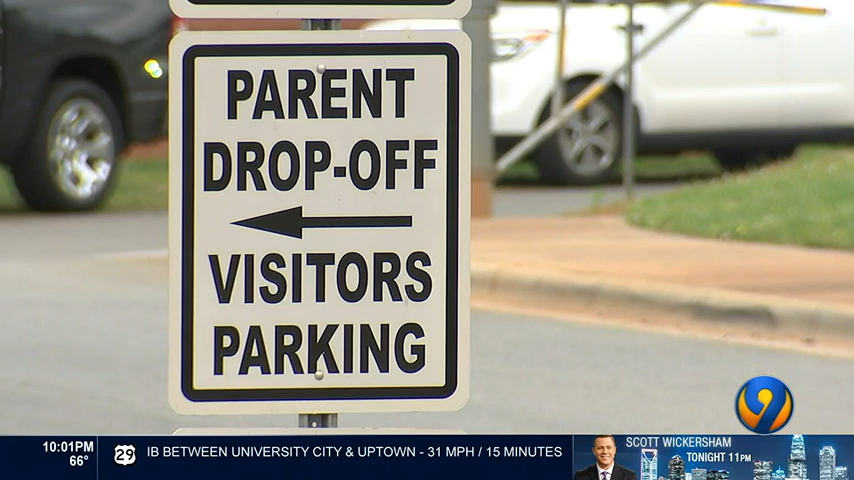 PARENT
DROP-OFF
VISITORS
PARKING
9
10:01PM
66°
29
IB BETWEEN UNIVERSITY CITY & UPTOWN - 31 MPH / 15 MINUTES
SCOTT WICKERSHAM
TONIGHT 11PM